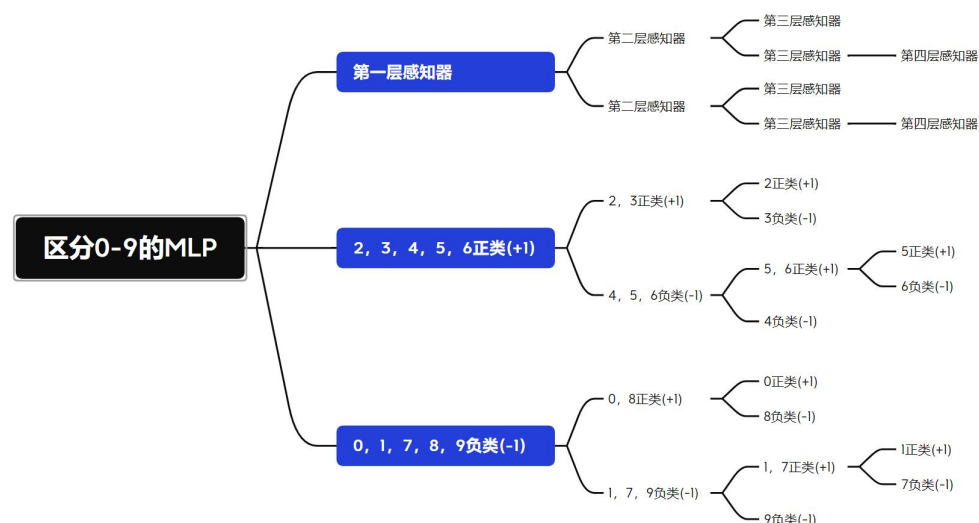 区分0-9的MLP
第一层感知器
第二层感知器
第三层感知器
第三层感知器
第四层感知器
第二层感知器
第三层感知器
第三层感知器
第四层感知器
2，3，4，5，6正类(+1)
2，3正类(+1)
2正类(+1)
3负类(-1)
4，5，6负类(-1)
5，6正类(+1)
5正类(+1)
6负类(-1)
4负类(-1)
0，1，7，8，9负类(-1)
0，8正类(+1)
0正类(+1)
8负类(-1)
1，7，9负类(-1)
1，7正类(+1)
1正类(+1)
7负类(-1)
9负类(-1)